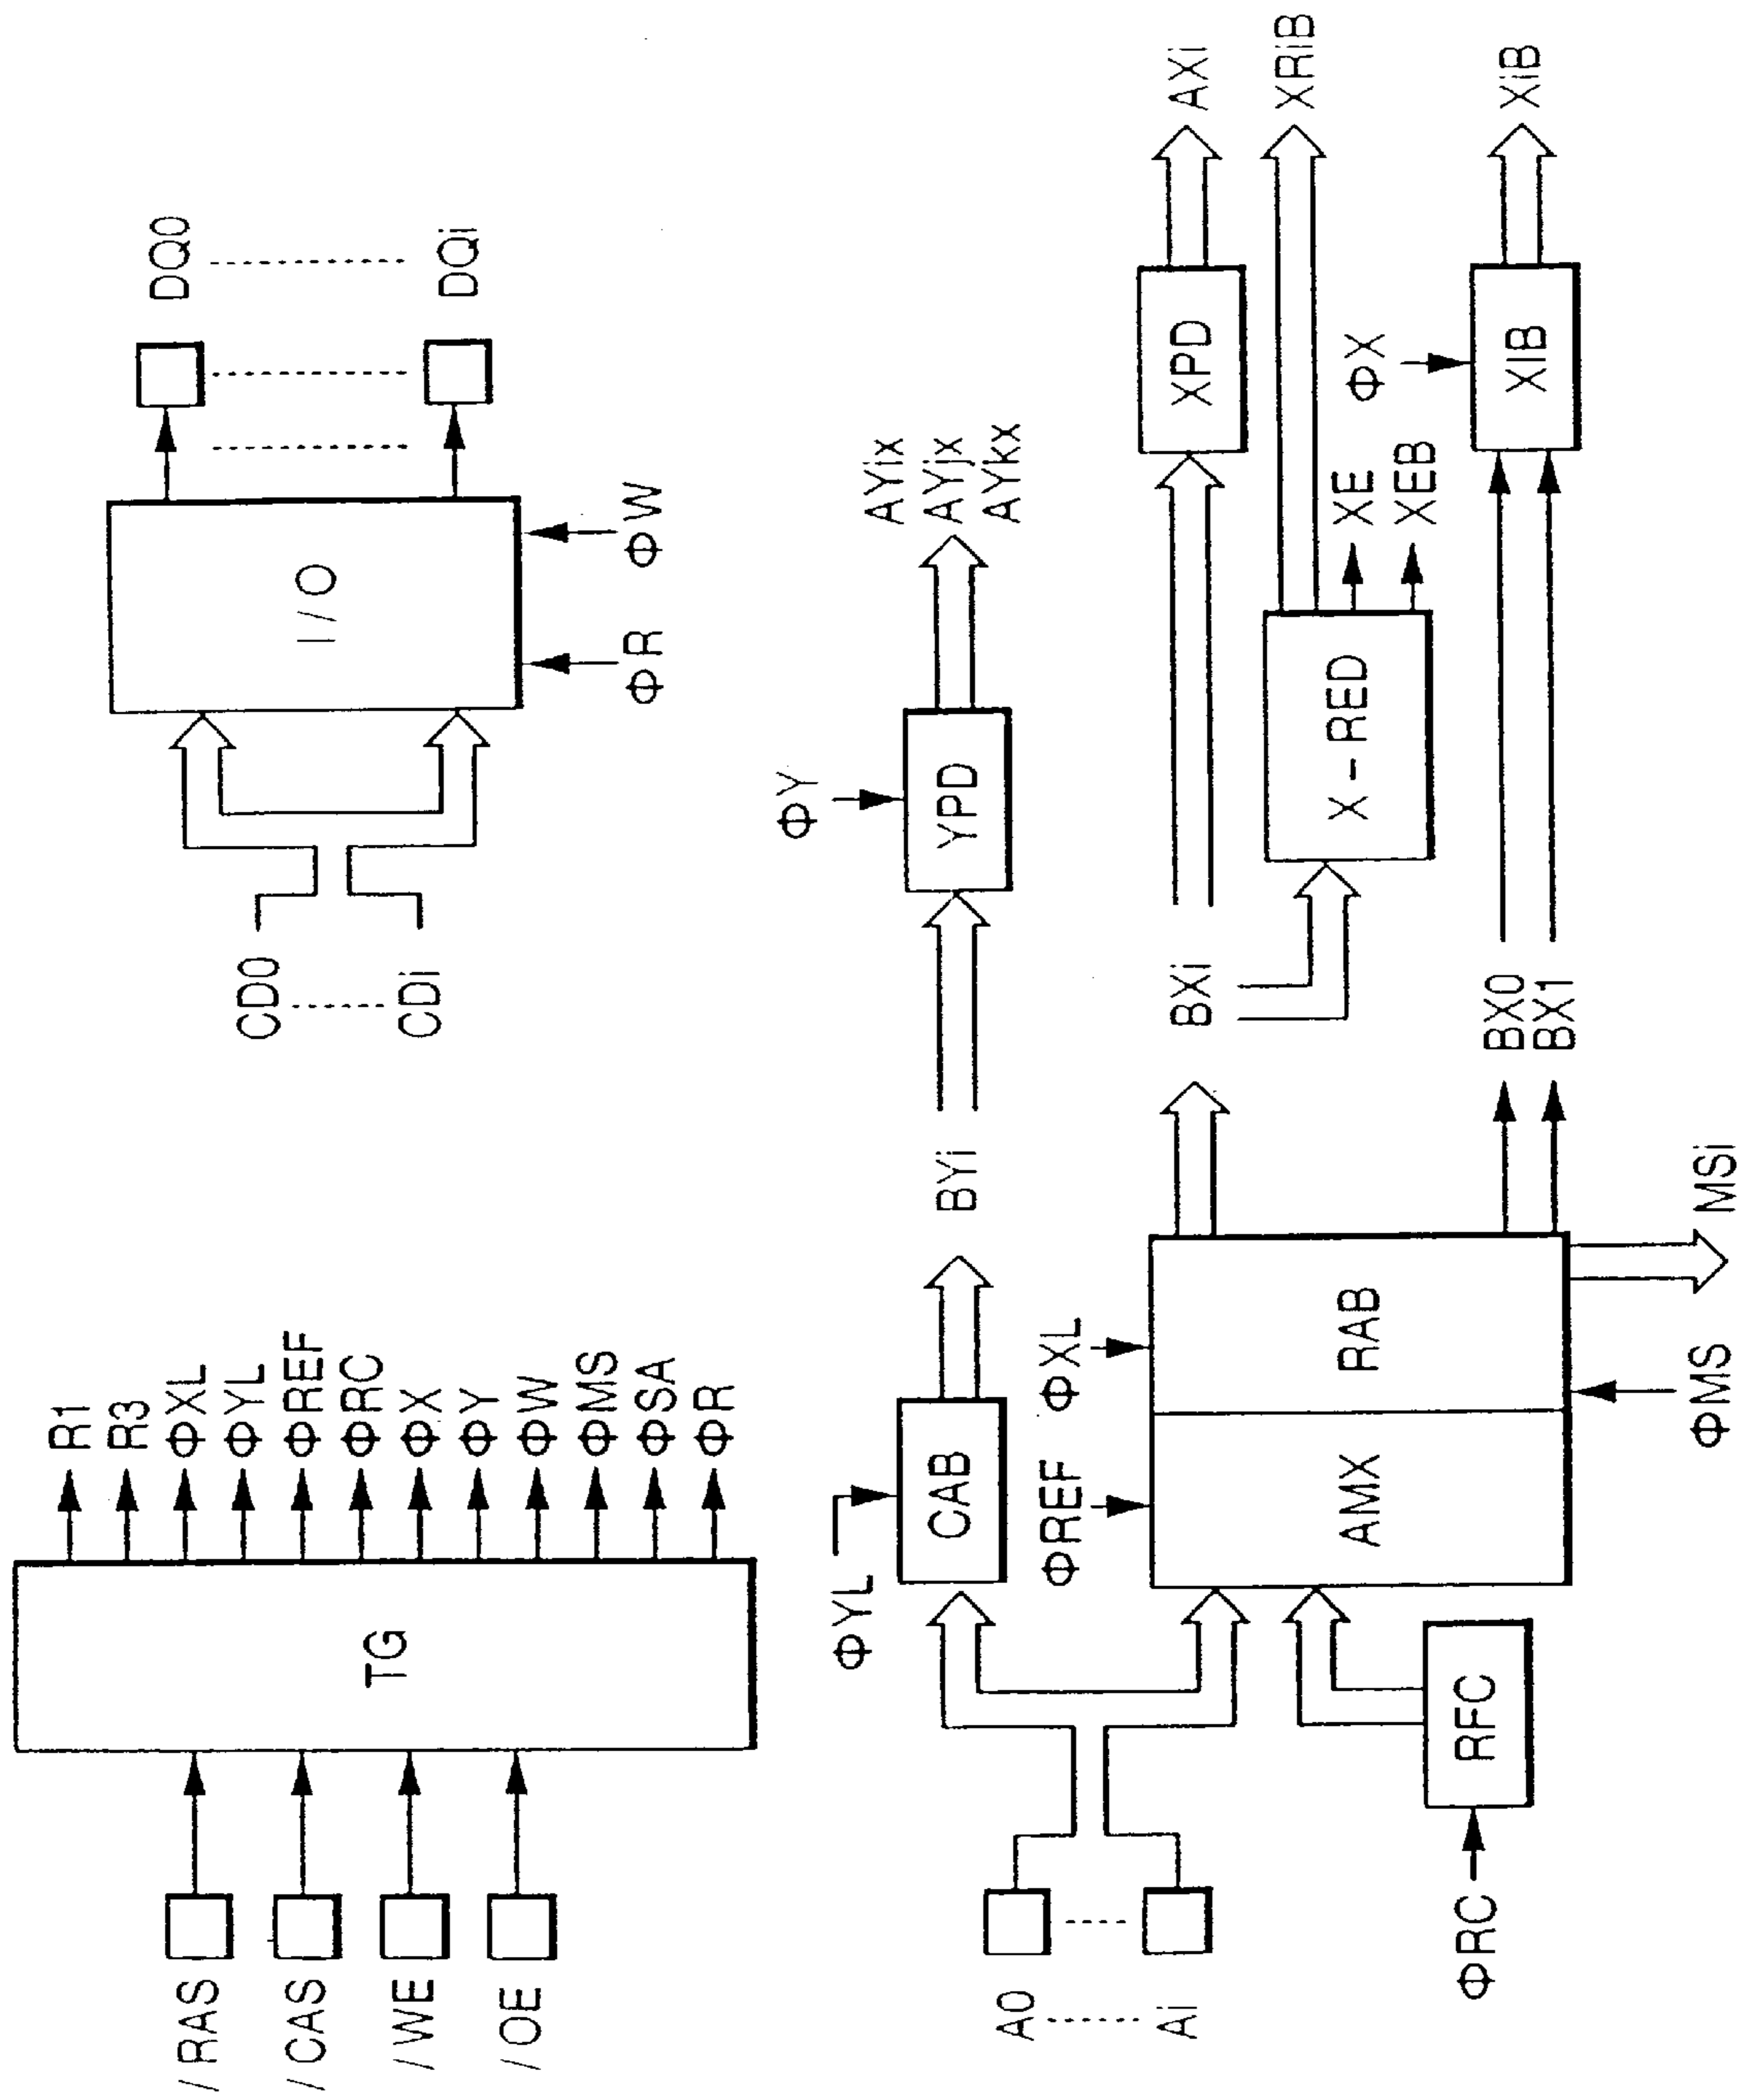 /RAS
/CAS
/WE
/OE
TG
R1
R3
ΦXL
ΦYL
ΦREF
ΦRC
ΦX
ΦY
ΦW
ΦMS
ΦSA
ΦR
CD0
CDi
I/O
ΦR
ΦW
DQ0
DQi
A0
Ai
ΦYL
CAB
BYi
ΦY
YPD
AYix
AYjx
AYkx
ΦRC
RFC
ΦREF
ΦXL
AMX
RAB
ΦMS
MSi
BXi
BX0
BX1
XPD
AXi
X-RED
XRiB
XE
XEB
ΦX
XIB
XiB